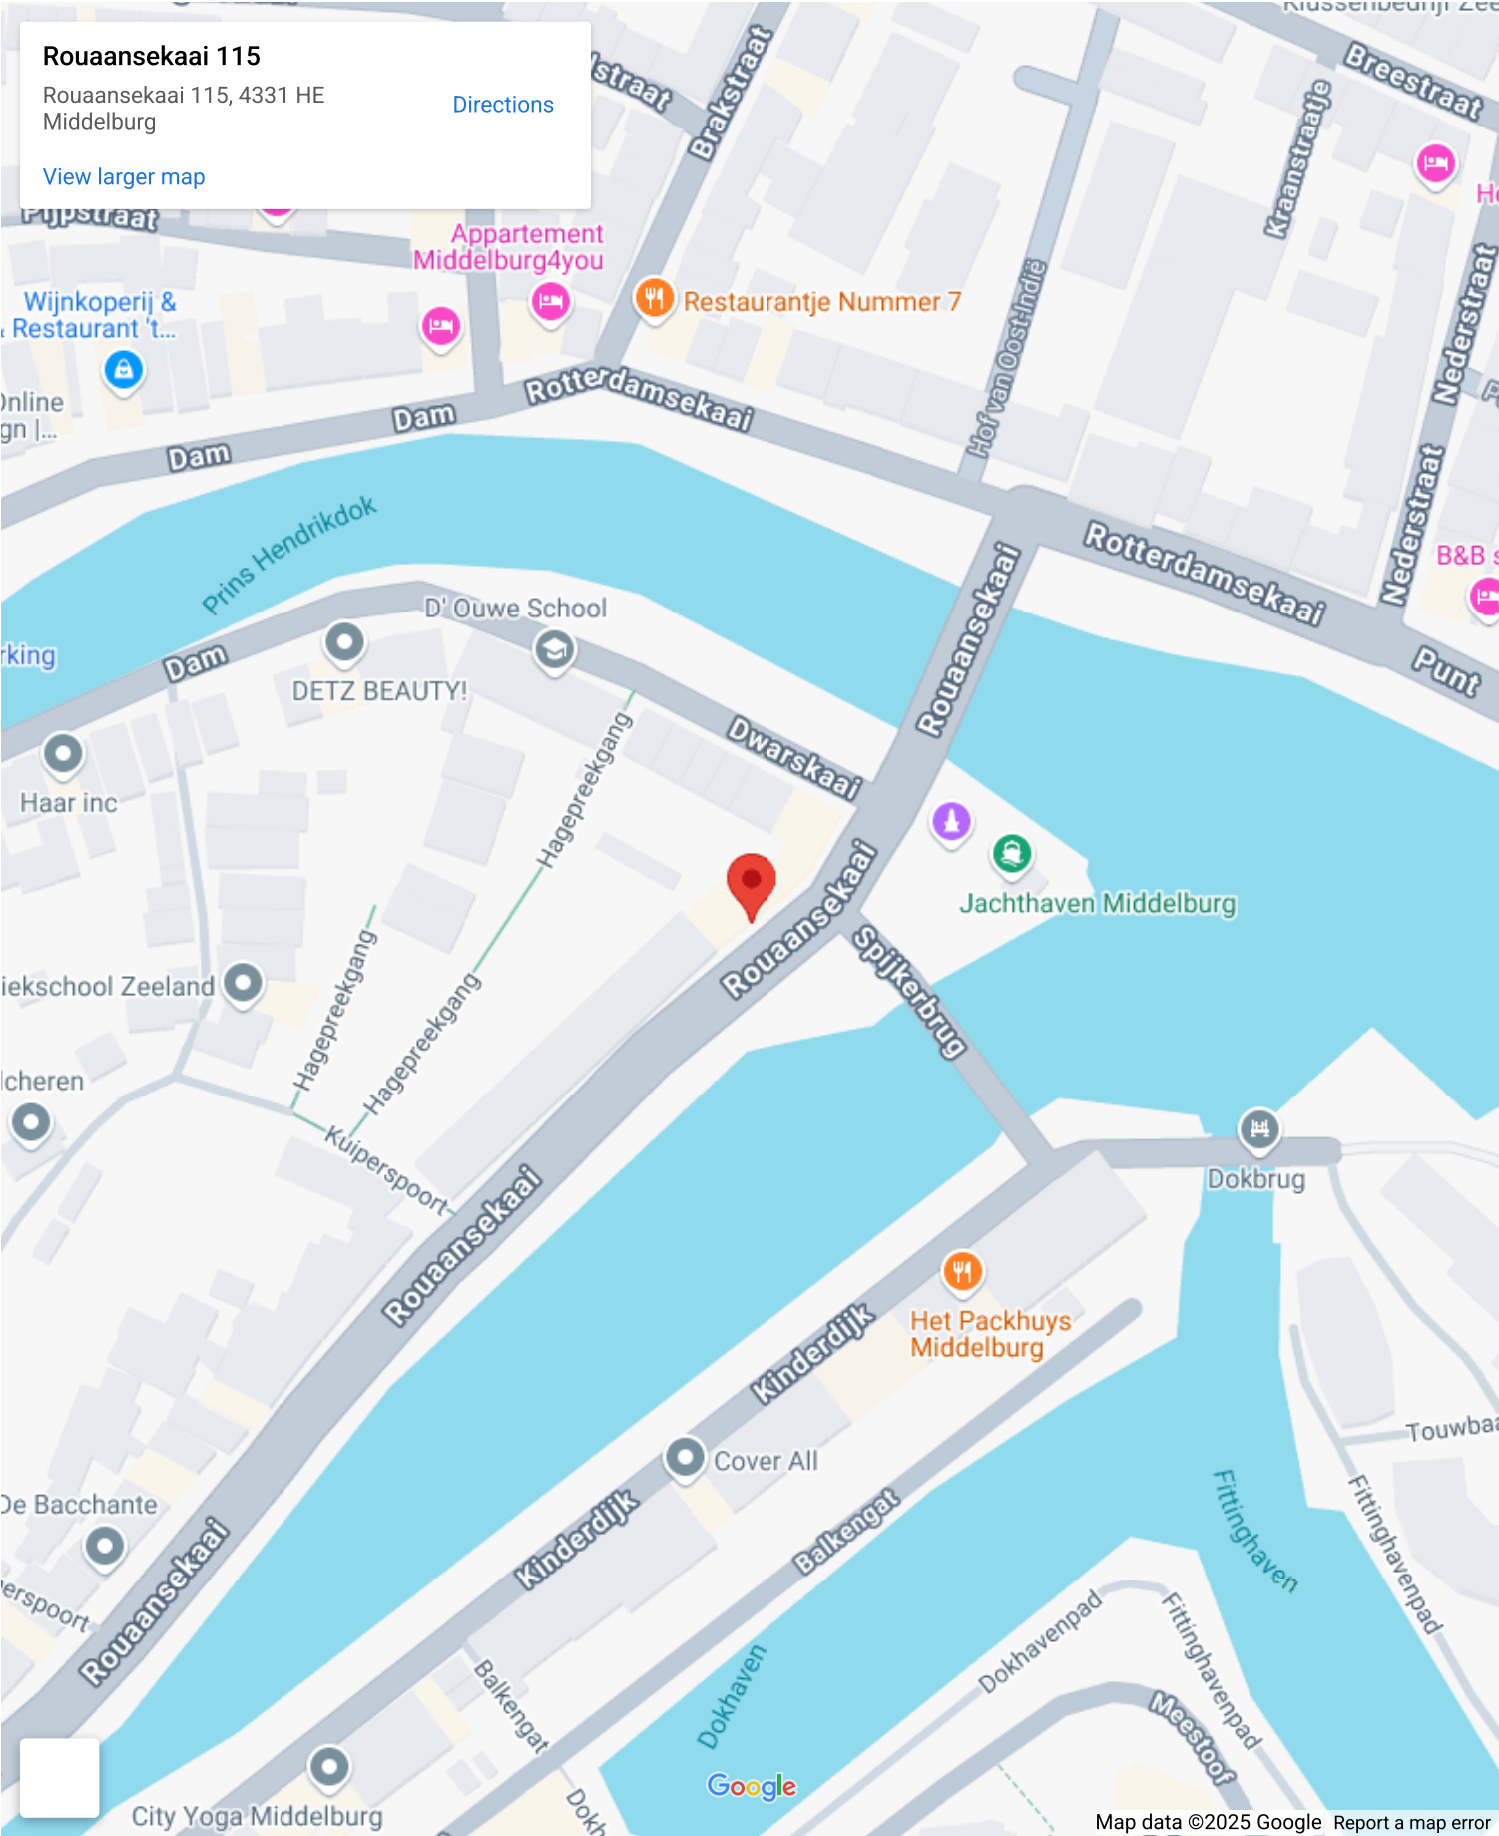 Rouaansekaai 115
Rouaansekaai 115, 4331 HE
Middelburg
Directions
View larger map
Brakstraat
Breestraat
Kraanstraatje
Pijpstraat
Appartement
Middelburg4you
Wijnkoperij &
& Restaurant 't...
Restaurantje Nummer 7
Hof van Oost-Indië
Nederstraat
Online
Rotterdamsekaai
Dam
Dam
Nederstraat
Prins Hendrikdok
Rotterdamsekaai
B&B
Rouaansekaai
D' Ouwe School
Dam
DETZ BEAUTY!
Punt
Hagepreekgang
Dwarskaai
Haar inc
Jachthaven Middelburg
Rouaansekaai
Spijkerbrug
Zeeland
Hagepreekgang
Hagepreekgang
Kuiperspoort
Dokbrug
Rouaansekaai
Het Packhuys
Middelburg
Kinderdijk
Cover All
De Bacchante
Kinderdijk
Balkengat
Fittinghaven
Fittinghavenpad
Rouaansekaai
Dokhavenpad
Fittinghavenpad
Balkengat
Dokhaven
Meestoof
Google
City Yoga Middelburg
Map data ©2025 Google
Report a map error